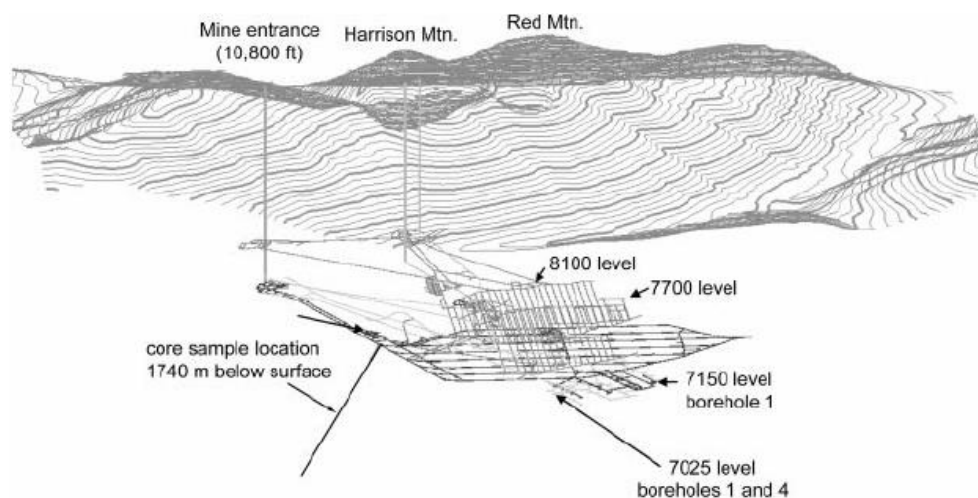 Mine entrance
(10,800 ft)
Harrison Mtn.
Red Mtn.
8100 level
7700 level
core sample location
1740 m below surface
7150 level
borehole 1
7025 level
boreholes 1 and 4